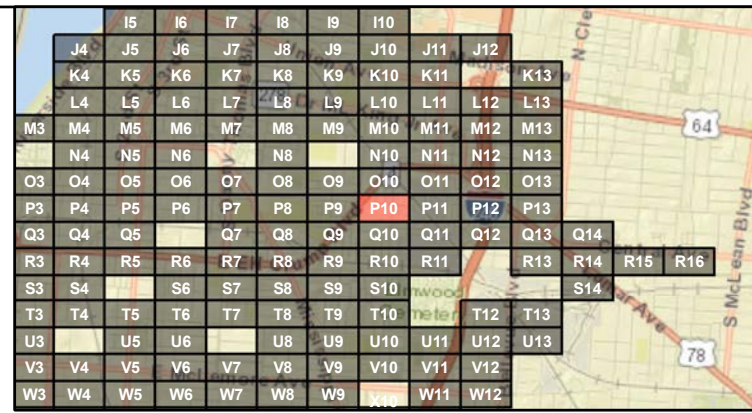 I5 I6 I7 I8 I9 I10
J4 J5 J6 J7 J8 J9 J10 J11 J12
K4 K5 K6 K7 K8 K9 K10 K11 K13
L4 L5 L6 L7 L8 L9 L10 L11 L12 L13
M3 M4 M5 M6 M7 M8 M9 M10 M11 M12 M13
64
N4 N5 N6 N8 N10 N11 N12 N13
O3 O4 O5 O6 O7 O8 O9 O10 O11 O12 O13
P3 P4 P5 P6 P7 P8 P9 P10 P11 P12 P13
Q3 Q4 Q5 Q7 Q8 Q9 Q10 Q11 Q12 Q13 Q14
R3 R4 R5 R6 R7 R8 R9 R10 R11 R13 R14 R15 R16
S3 S4 S6 S7 S8 S9 S10 S14
T3 T4 T5 T6 T7 T8 T9 T10 T12 T13
U3 U5 U6 U8 U9 U10 U11 U12 U13
78
V3 V4 V5 V6 V7 V8 V9 V10 V11 V12
W3 W4 W5 W6 W7 W8 W9 X10 W11 W12
N Cle
S McLean Blvd
Central Ave
Lamar Ave
Madison Ave